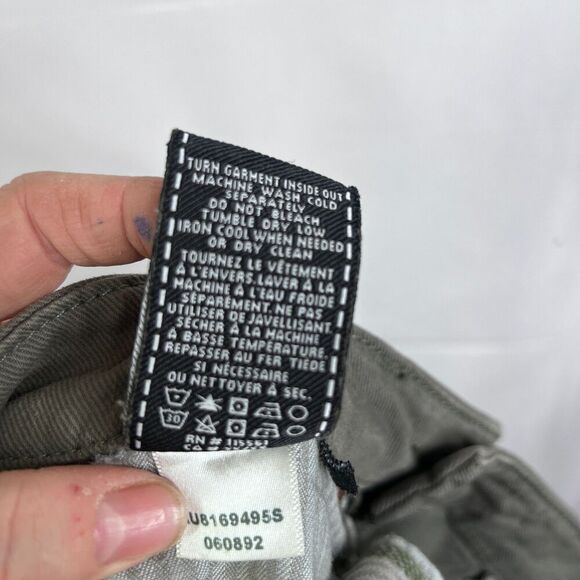 TURN GARMENT INSIDE OUT
MACHINE WASH COLD
SEPARATELY
DO NOT BLEACH
TUMBLE DRY LOW
IRON COOL WHEN NEEDED
OR DRY CLEAN
TOURNEZ LE VÊTEMENT
À L'ENVERS. LAVER À LA
MACHINE À L'EAU FROIDE
SÉPARÉMENT. NE PAS
UTILISER DE JAVELLISANT.
SÉCHER À LA MACHINE
À BASSE TEMPÉRATURE.
REPASSER AU FER TIÈDE
SI NÉCESSAIRE
OU NETTOYER À SEC.
30
RN #
U8169495S
060892